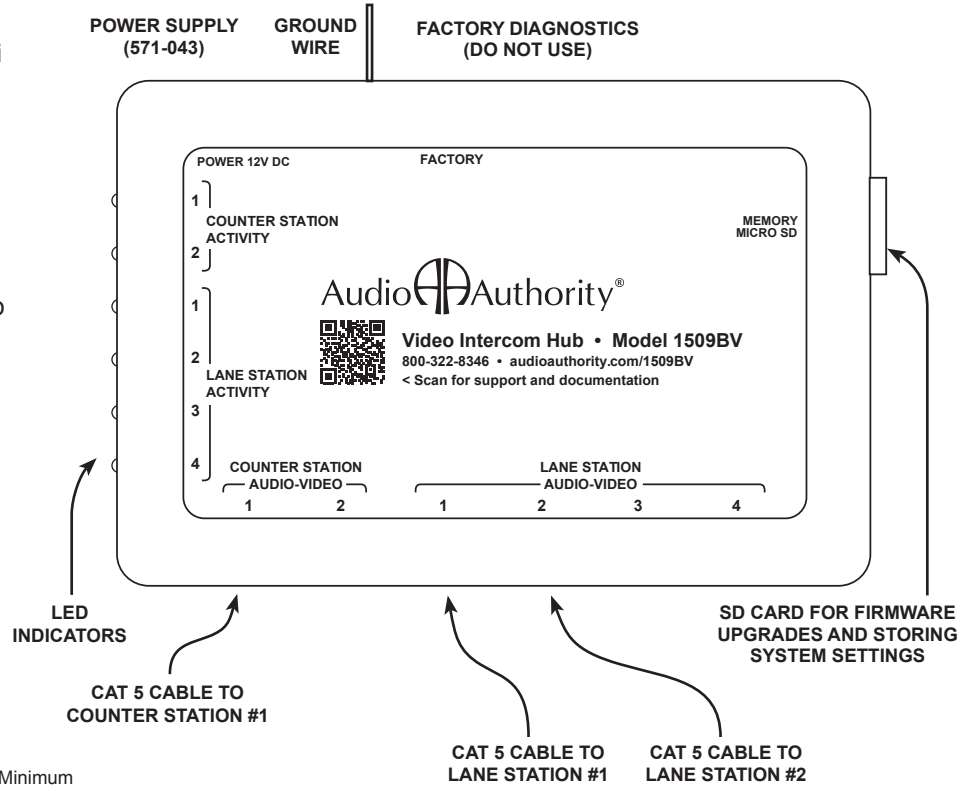 POWER SUPPLY
(571-043)
GROUND
WIRE
FACTORY DIAGNOSTICS
(DO NOT USE)
POWER 12V DC
FACTORY
1
2
COUNTER STATION
ACTIVITY
MEMORY
MICRO SD
1
2
3
4
LANE STATION
ACTIVITY
Audio Authority®
Video Intercom Hub • Model 1509BV
800-322-8346 • audioauthority.com/1509BV
< Scan for support and documentation
COUNTER STATION
AUDIO-VIDEO
1 2
LANE STATION
AUDIO-VIDEO
1 2 3 4
LED
INDICATORS
SD CARD FOR FIRMWARE
UPGRADES AND STORING
SYSTEM SETTINGS
CAT 5 CABLE TO
COUNTER STATION #1
CAT 5 CABLE TO
LANE STATION #1
CAT 5 CABLE TO
LANE STATION #2
Minimum